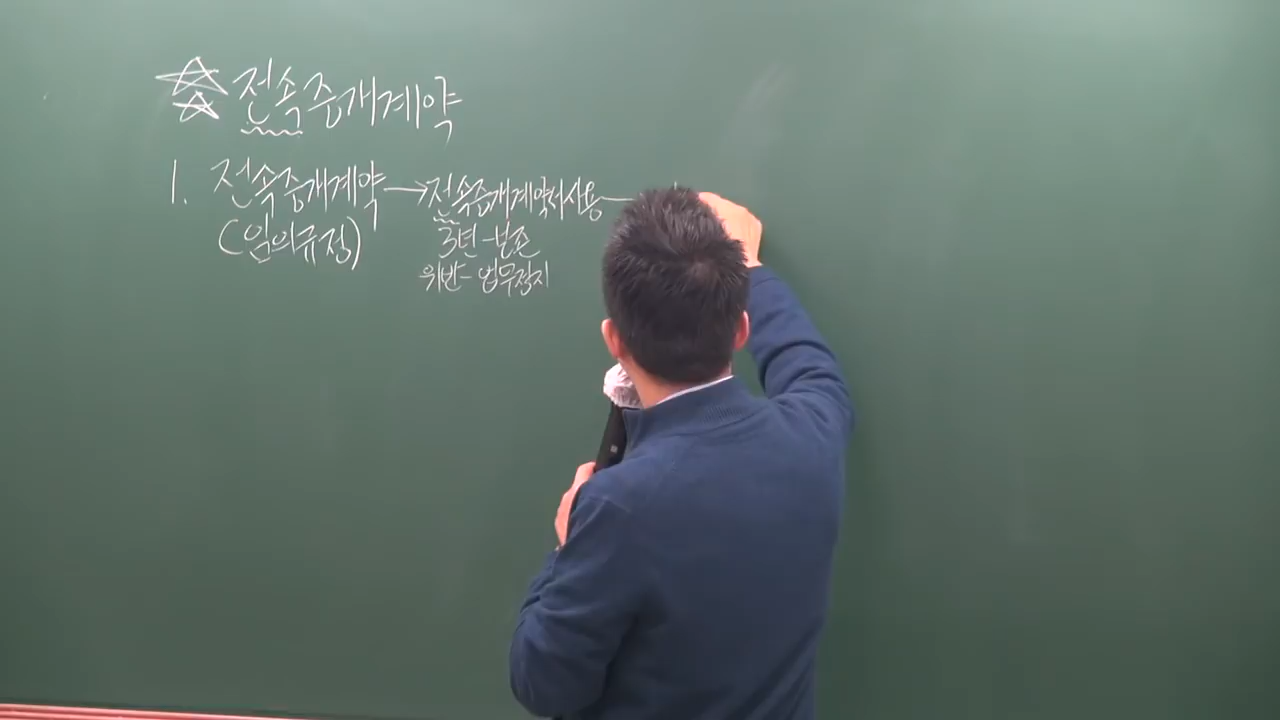 전속중개계약
1. 전속중개계약 → 전속중개계약서사용 —
(임의규정)
3년 - 보존
위반 - 업무정지